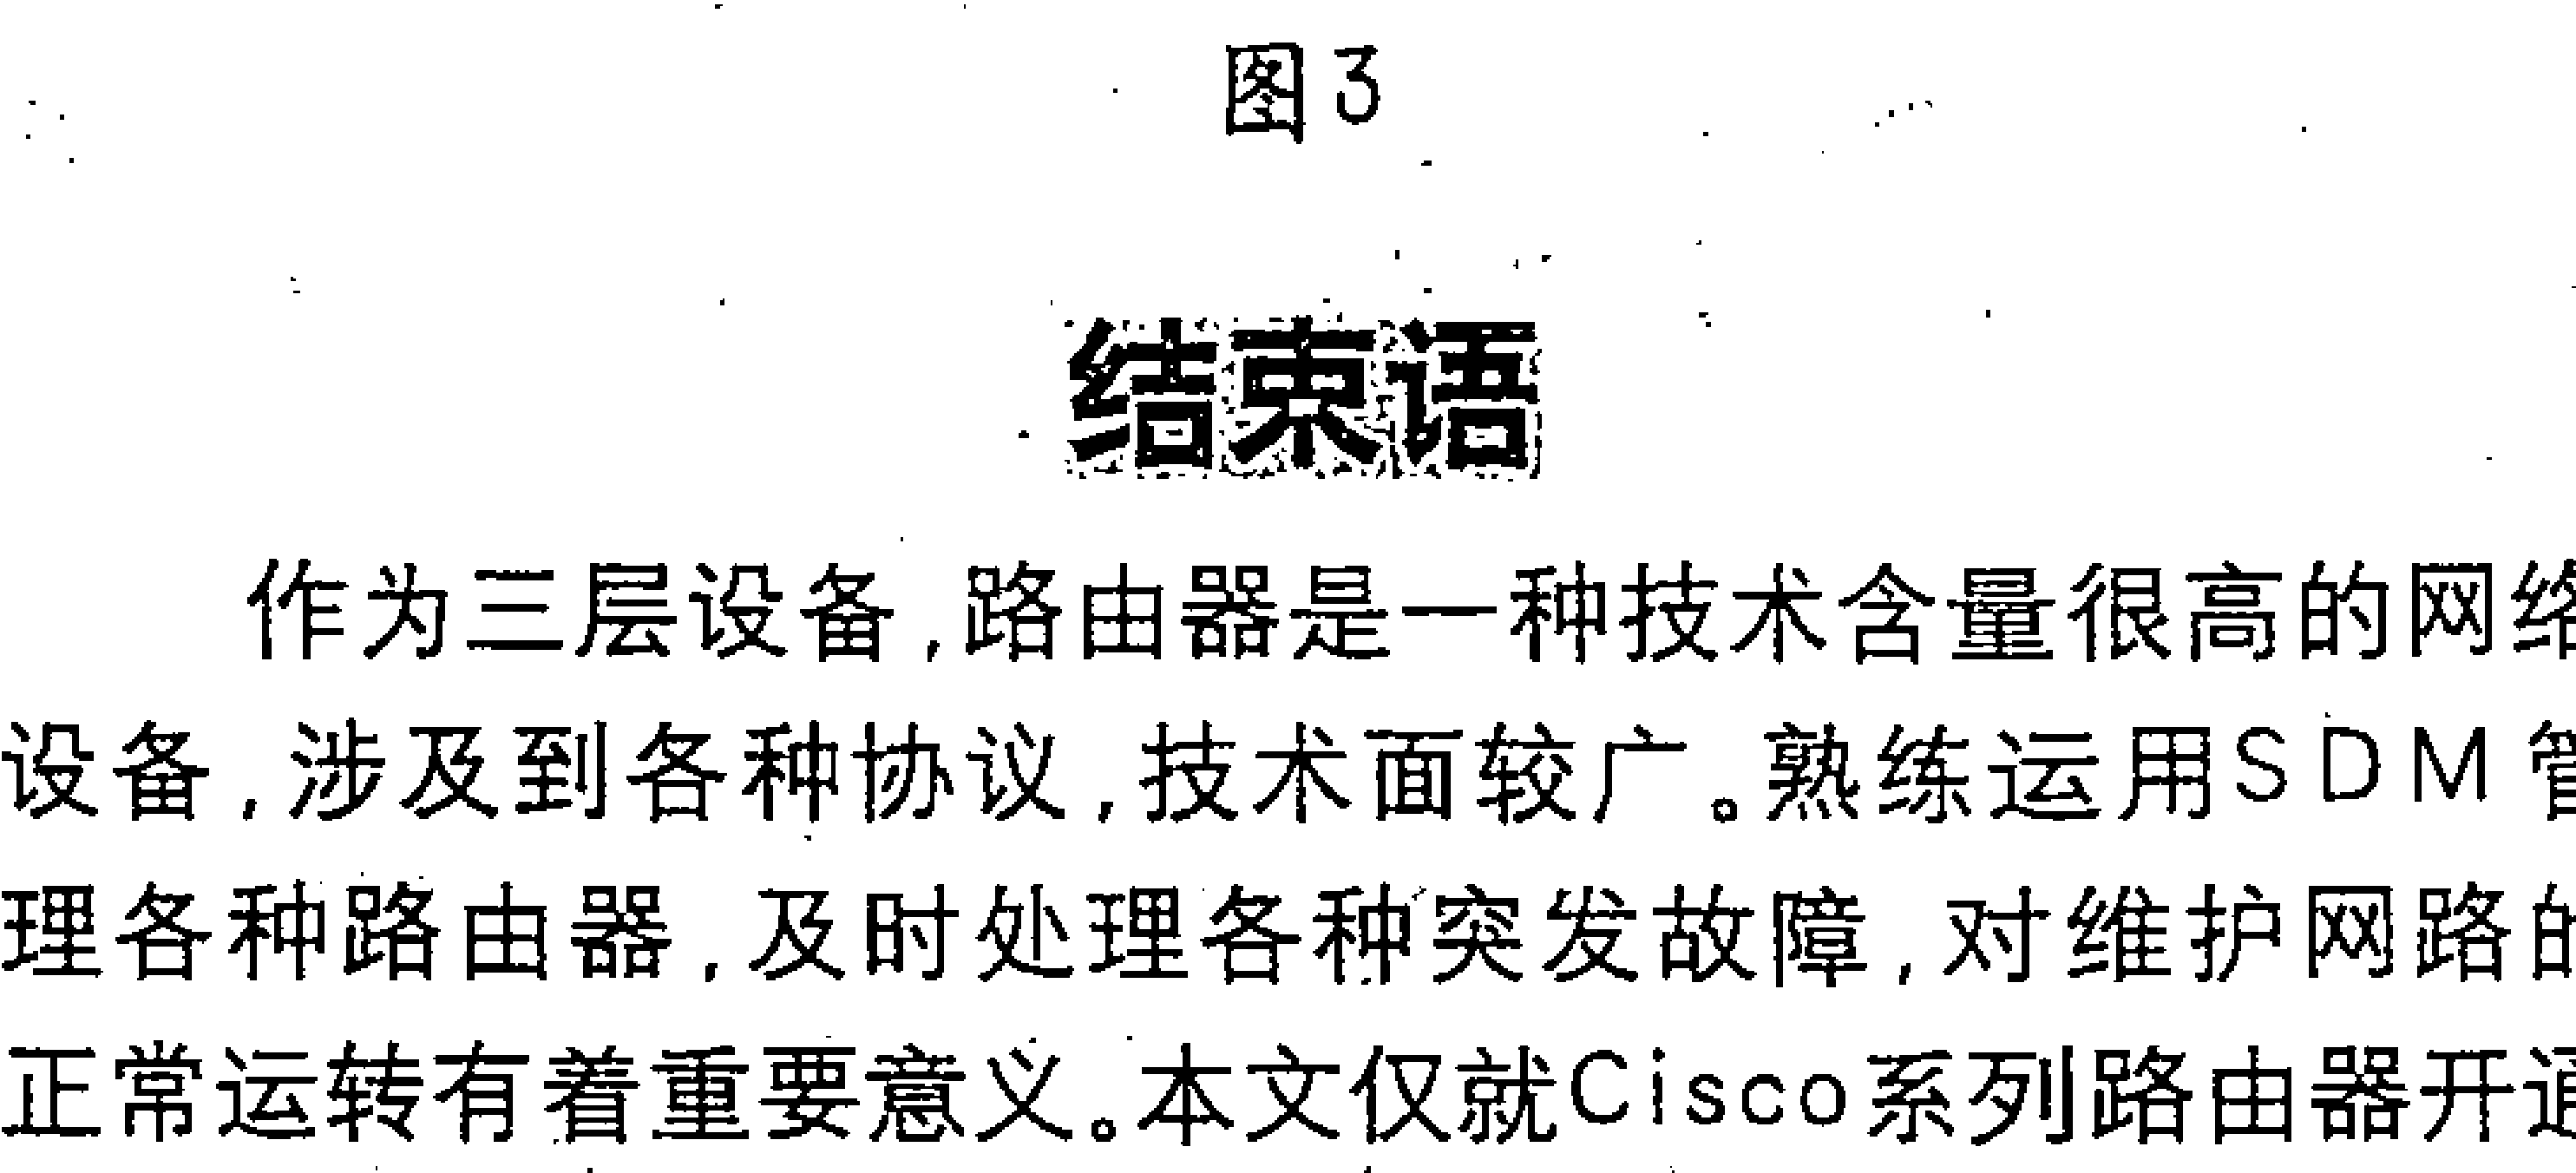 图3
结束语
作为三层设备,路由器是一种技术含量很高的网络
设备,涉及到各种协议,技术面较广。熟练运用SDM管
理各种路由器,及时处理各种突发故障,对维护网路的
正常运转有着重要意义。本文仅就Cisco系列路由器开通